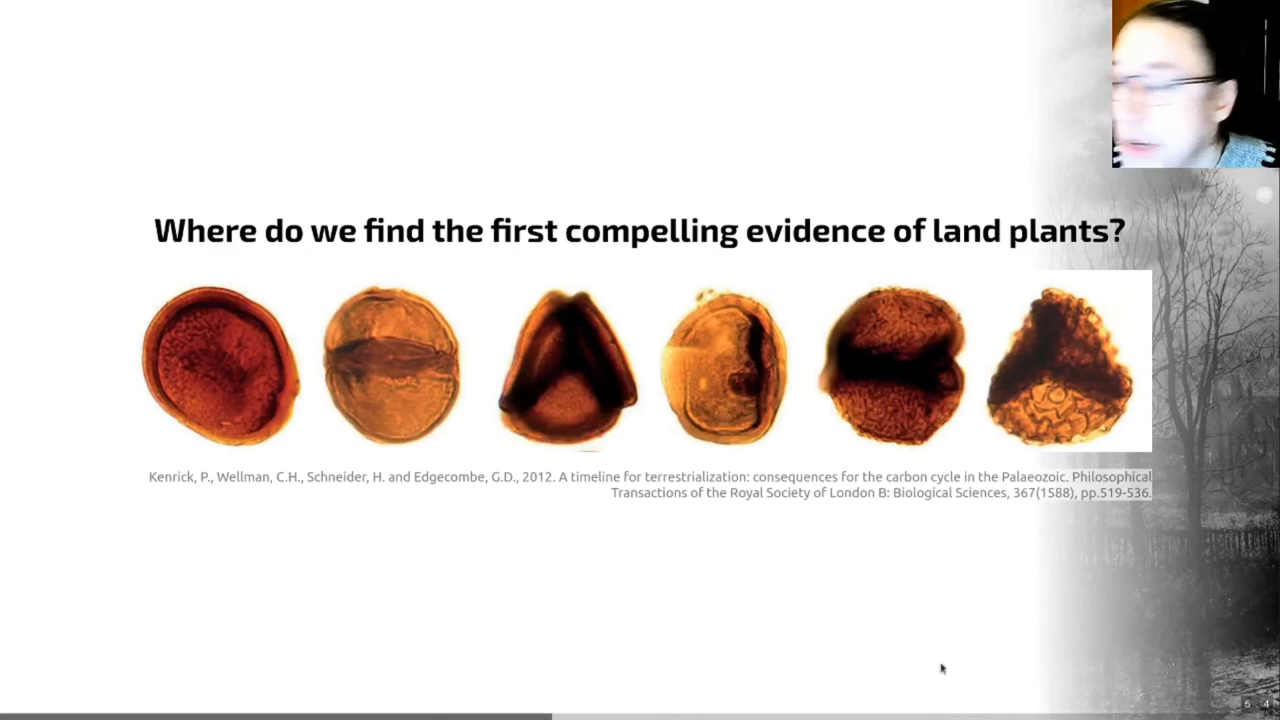 Where do we find the first compelling evidence of land plants?
Kenrick, P., Wellman, C.H., Schneider, H. and Edgecombe, G.D., 2012. A timeline for terrestrialization: consequences for the carbon cycle in the Palaeozoic. Philosophical
Transactions of the Royal Society of London B: Biological Sciences, 367(1588), pp.519-536.
5 4